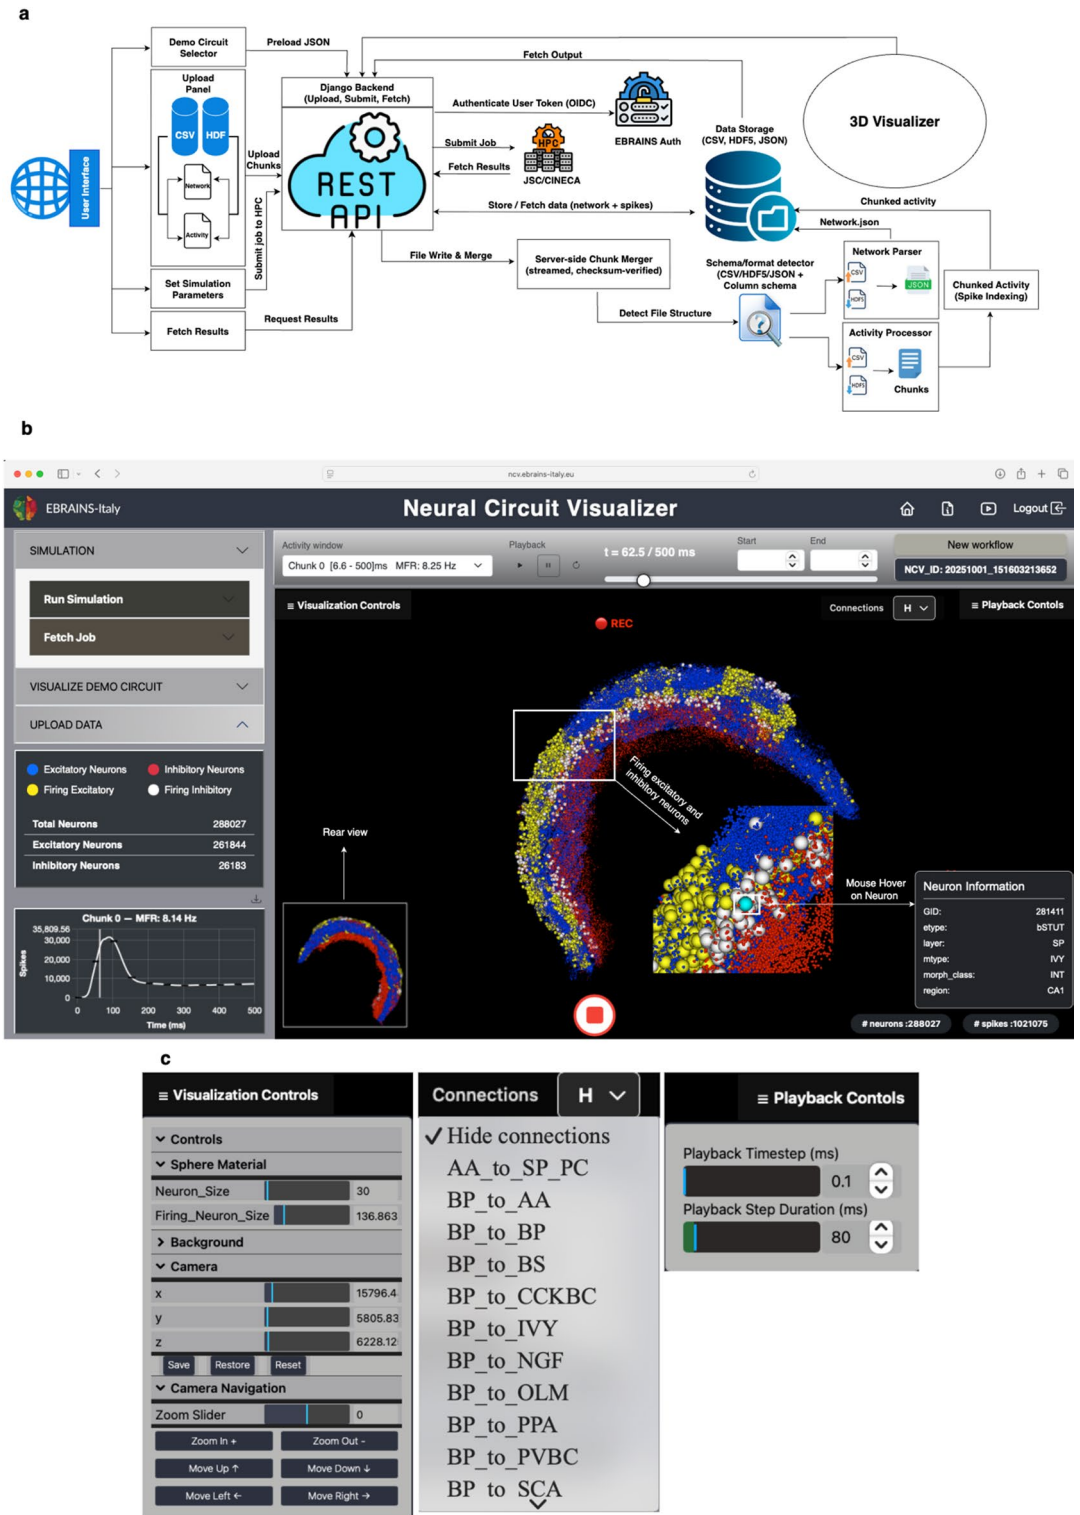 a
Demo Circuit
Selector
Preload JSON
Fetch Output
Upload
Panel
CSV
HDF
Network
Activity
User Interface
Upload
Chunks
Submit job to HPC
Set Simulation
Parameters
Fetch Results
Request Results
Django Backend
(Upload, Submit, Fetch)
REST
API
Authenticate User Token (OIDC)
EBRAINS Auth
Submit Job
Fetch Results
HPC
JSC/CINECA
Store / Fetch data (network + spikes)
File Write & Merge
Server-side Chunk Merger
(streamed, checksum-verified)
Detect File Structure
Data Storage
(CSV, HDF5, JSON)
3D Visualizer
Chunked activity
Network.json
Schema/format detector
(CSV/HDF5/JSON +
Column schema
Network Parser
CSV
HDF5
JSON
Activity Processor
CSV
HDF5
Chunks
Chunked Activity
(Spike Indexing)
b
ncv.ebrains-italy.eu
EBRAINS-Italy
Neural Circuit Visualizer
Logout
SIMULATION
Run Simulation
Fetch Job
VISUALIZE DEMO CIRCUIT
UPLOAD DATA
Excitatory Neurons
Inhibitory Neurons
Firing Excitatory
Firing Inhibitory
Total Neurons 288027
Excitatory Neurons 261844
Inhibitory Neurons 26183
Chunk 0 — MFR: 8.14 Hz
35,809.56
30,000
20,000
10,000
0
Spikes
0 100 200 300 400 500
Time (ms)
Activity window
Chunk 0 [6.6 - 500]ms MFR: 8.25 Hz
Playback
t = 62.5 / 500 ms
Start
End
New workflow
NCV_ID: 20251001_151603213652
≡ Visualization Controls
REC
Connections H
≡ Playback Contols
Firing excitatory and
inhibitory neurons
Rear view
Mouse Hover
on Neuron
Neuron Information
GID: 281411
etype: bSTUT
layer: SP
mtype: IVY
morph_class: INT
region: CA1
# neurons :288027
# spikes :1021075
c
≡ Visualization Controls
Controls
Sphere Material
Neuron_Size 30
Firing_Neuron_Size 136.863
Background
Camera
x 15796.4
y 5805.83
z 6228.12
Save Restore Reset
Camera Navigation
Zoom Slider 0
Zoom In + Zoom Out -
Move Up ↑ Move Down ↓
Move Left ← Move Right →
Connections H
✓ Hide connections
AA_to_SP_PC
BP_to_AA
BP_to_BP
BP_to_BS
BP_to_CCKBC
BP_to_IVY
BP_to_NGF
BP_to_OLM
BP_to_PPA
BP_to_PVBC
BP_to_SCA
≡ Playback Contols
Playback Timestep (ms)
0.1
Playback Step Duration (ms)
80